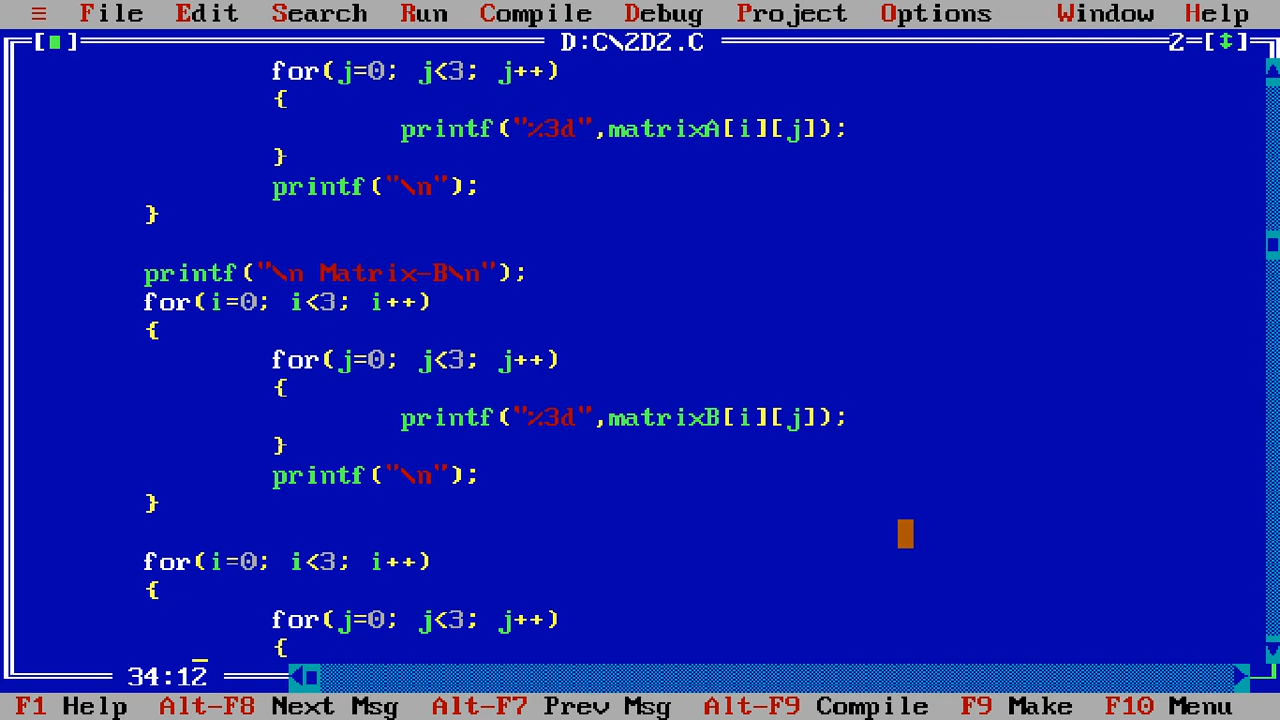 ≡ File Edit Search Run Compile Debug Project Options Window Help
[■] D:C\2D2.C 2=[↕]
for(j=0; j<3; j++)
{
printf("%3d",matrixA[i][j]);
}
printf("\n");
}
printf("\n Matrix-B\n");
for(i=0; i<3; i++)
{
for(j=0; j<3; j++)
{
printf("%3d",matrixB[i][j]);
}
printf("\n");
}
for(i=0; i<3; i++)
{
for(j=0; j<3; j++)
{
34:12
F1 Help Alt-F8 Next Msg Alt-F7 Prev Msg Alt-F9 Compile F9 Make F10 Menu